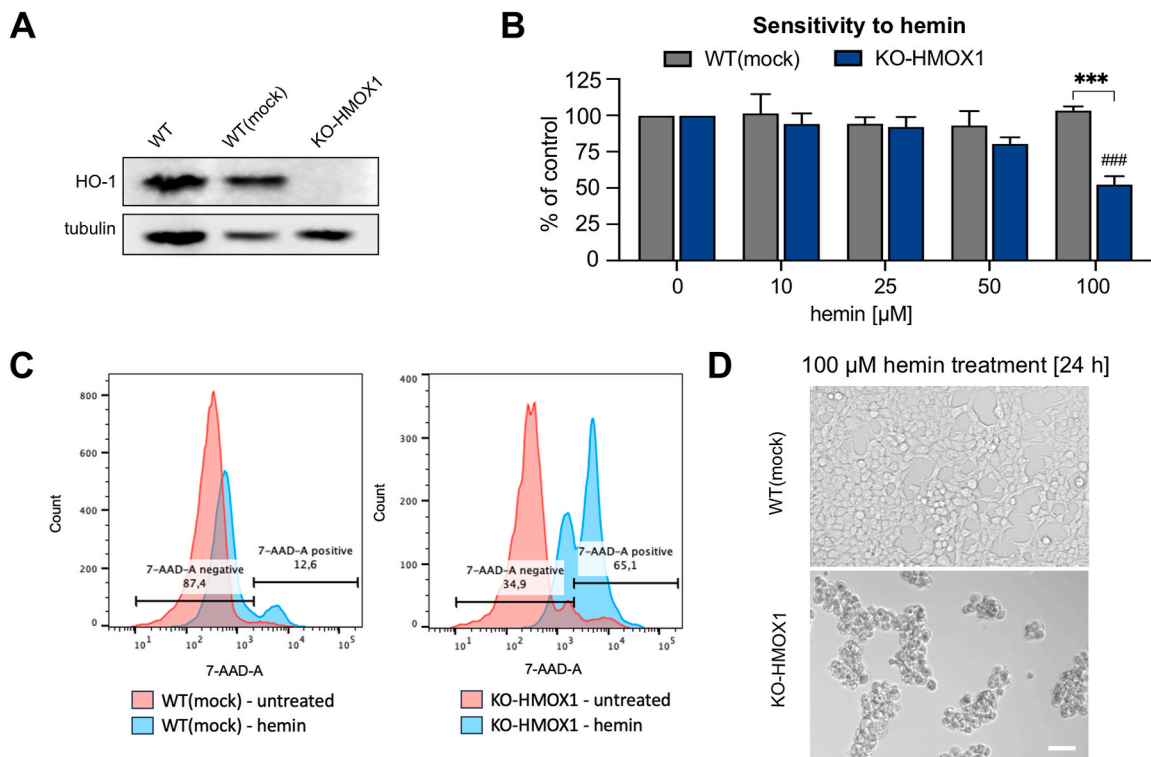 A
WT
WT(mock)
KO-HMOX1
HO-1
tubulin
B
Sensitivity to hemin
WT(mock)
KO-HMOX1
% of control
125
100
75
50
25
0
***
###
0
10
25
50
100
hemin [µM]
C
Count
800
600
400
200
0
7-AAD-A negative
87,4
7-AAD-A positive
12,6
10¹
10²
10³
10⁴
10⁵
7-AAD-A
WT(mock) - untreated
WT(mock) - hemin
Count
400
300
200
100
0
7-AAD-A negative
34,9
7-AAD-A positive
65,1
10¹
10²
10³
10⁴
10⁵
7-AAD-A
KO-HMOX1 - untreated
KO-HMOX1 - hemin
D
100 µM hemin treatment [24 h]
WT(mock)
KO-HMOX1